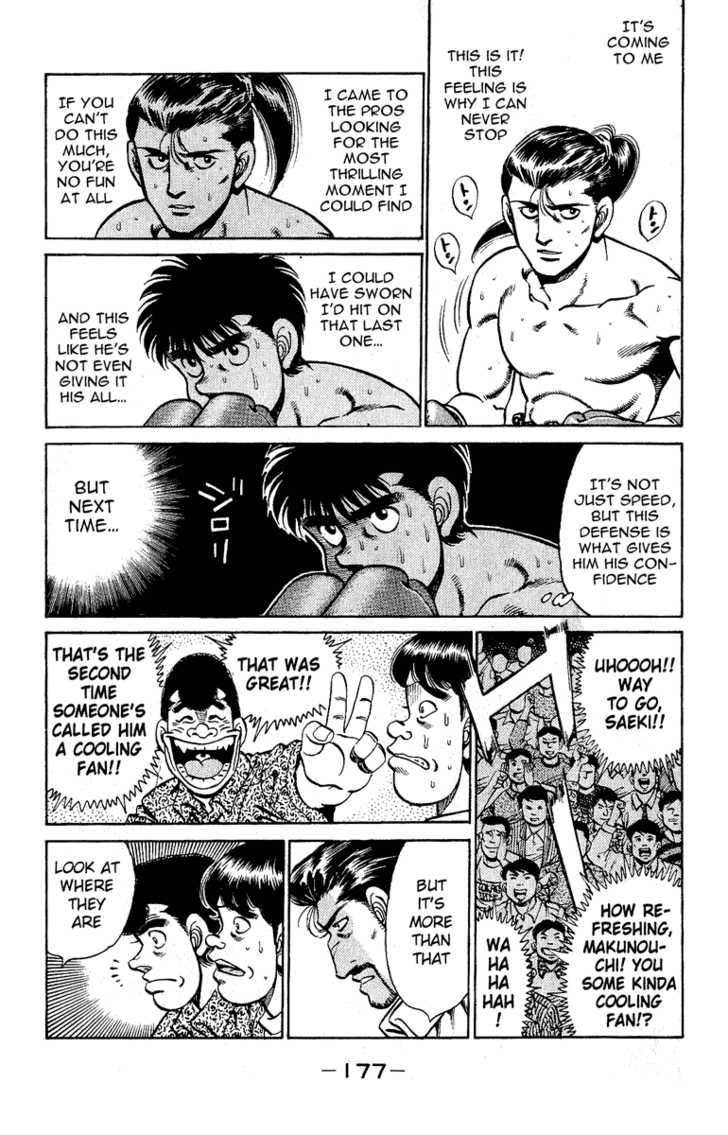 IT'S
COMING
TO ME
THIS IS IT!
THIS
FEELING IS
WHY I CAN
NEVER
STOP
トン
トン
トン
I CAME TO
THE PROS
LOOKING
FOR THE
MOST
THRILLING
MOMENT I
COULD FIND
IF YOU
CAN'T
DO THIS
MUCH,
YOU'RE
NO FUN
AT ALL
I COULD
HAVE SWORN
I'D HIT ON
THAT LAST
ONE...
AND THIS
FEELS
LIKE HE'S
NOT EVEN
GIVING IT
HIS ALL...
IT'S NOT
JUST SPEED,
BUT THIS
DEFENSE IS
WHAT GIVES
HIM HIS CON-
FIDENCE
BUT
NEXT
TIME...
UHOOOH!!
WAY
TO GO,
SAEKI!!
HOW RE-
FRESHING,
MAKUNOU-
CHI! YOU
SOME KINDA
COOLING
FAN!?
WA
HA
HA
HAH
!
THAT WAS
GREAT!!
THAT'S THE
SECOND
TIME
SOMEONE'S
CALLED HIM
A COOLING
FAN!!
BUT
IT'S
MORE
THAN
THAT
LOOK AT
WHERE
THEY
ARE
-177-